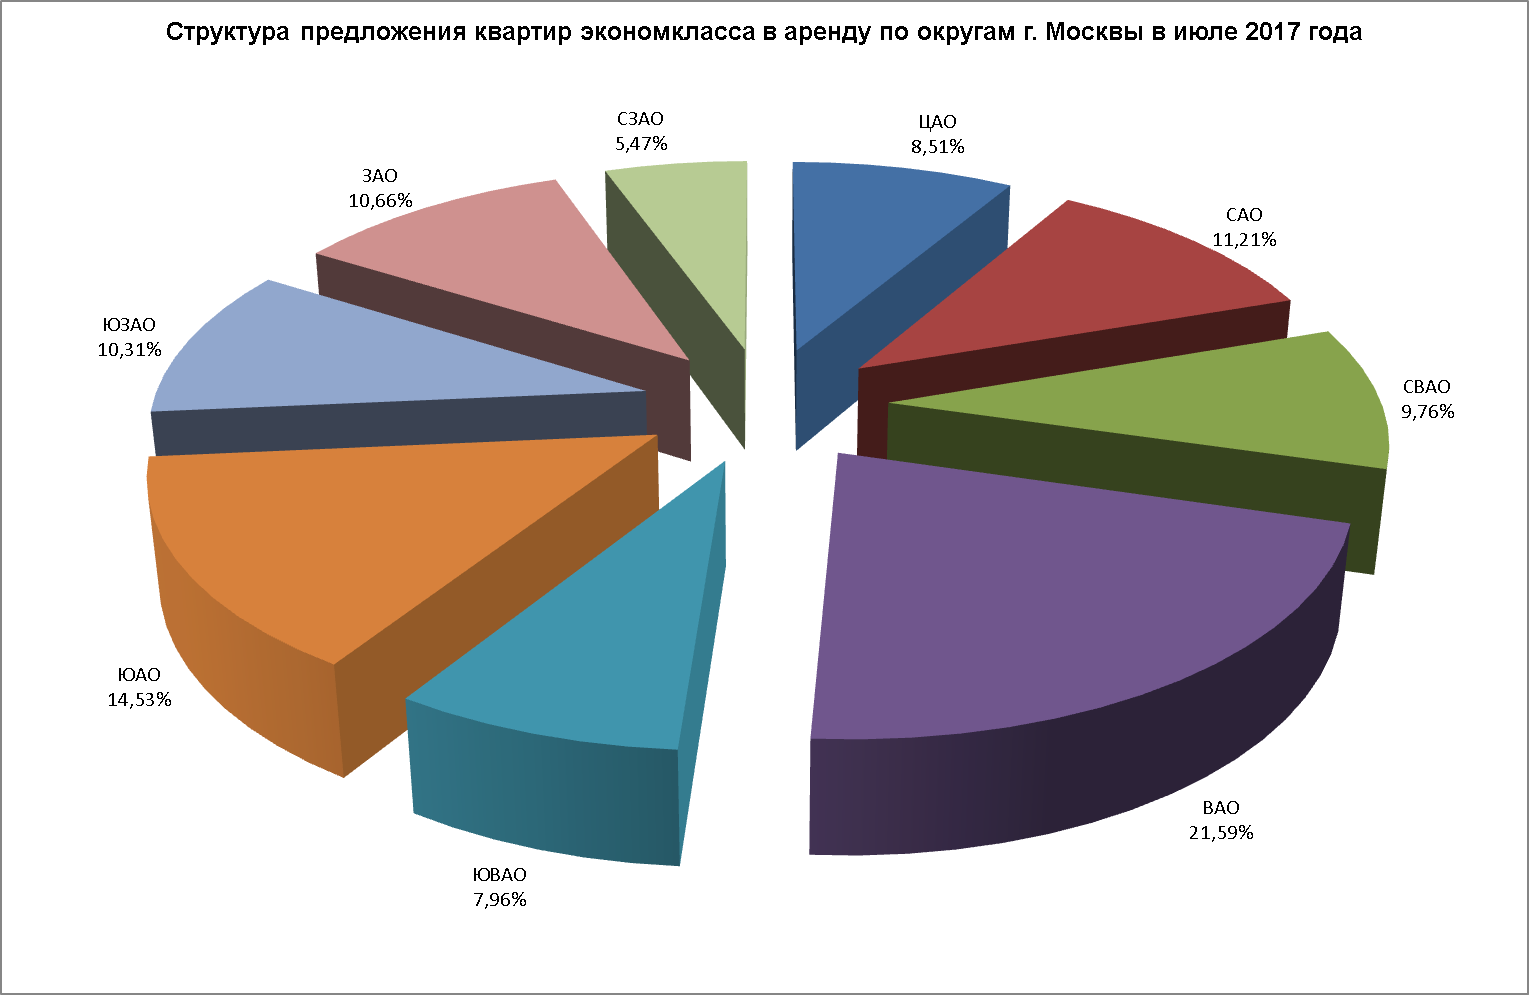 Структура предложения квартир экономкласса в аренду по округам г. Москвы в июле 2017 года
ЦАО
8,51%
САО
11,21%
СВАО
9,76%
ВАО
21,59%
ЮВАО
7,96%
ЮАО
14,53%
ЮЗАО
10,31%
ЗАО
10,66%
СЗАО
5,47%